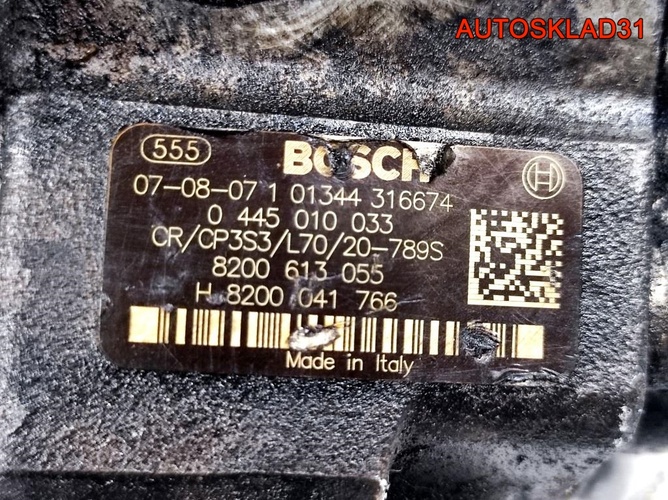 AUTOSKLAD31
555 BOSCH
07-08-07 1 01344 316674
0 445 010 033
CR/CP3S3/L70/20-789S
8200 613 055
H 8200 041 766
Made in Italy